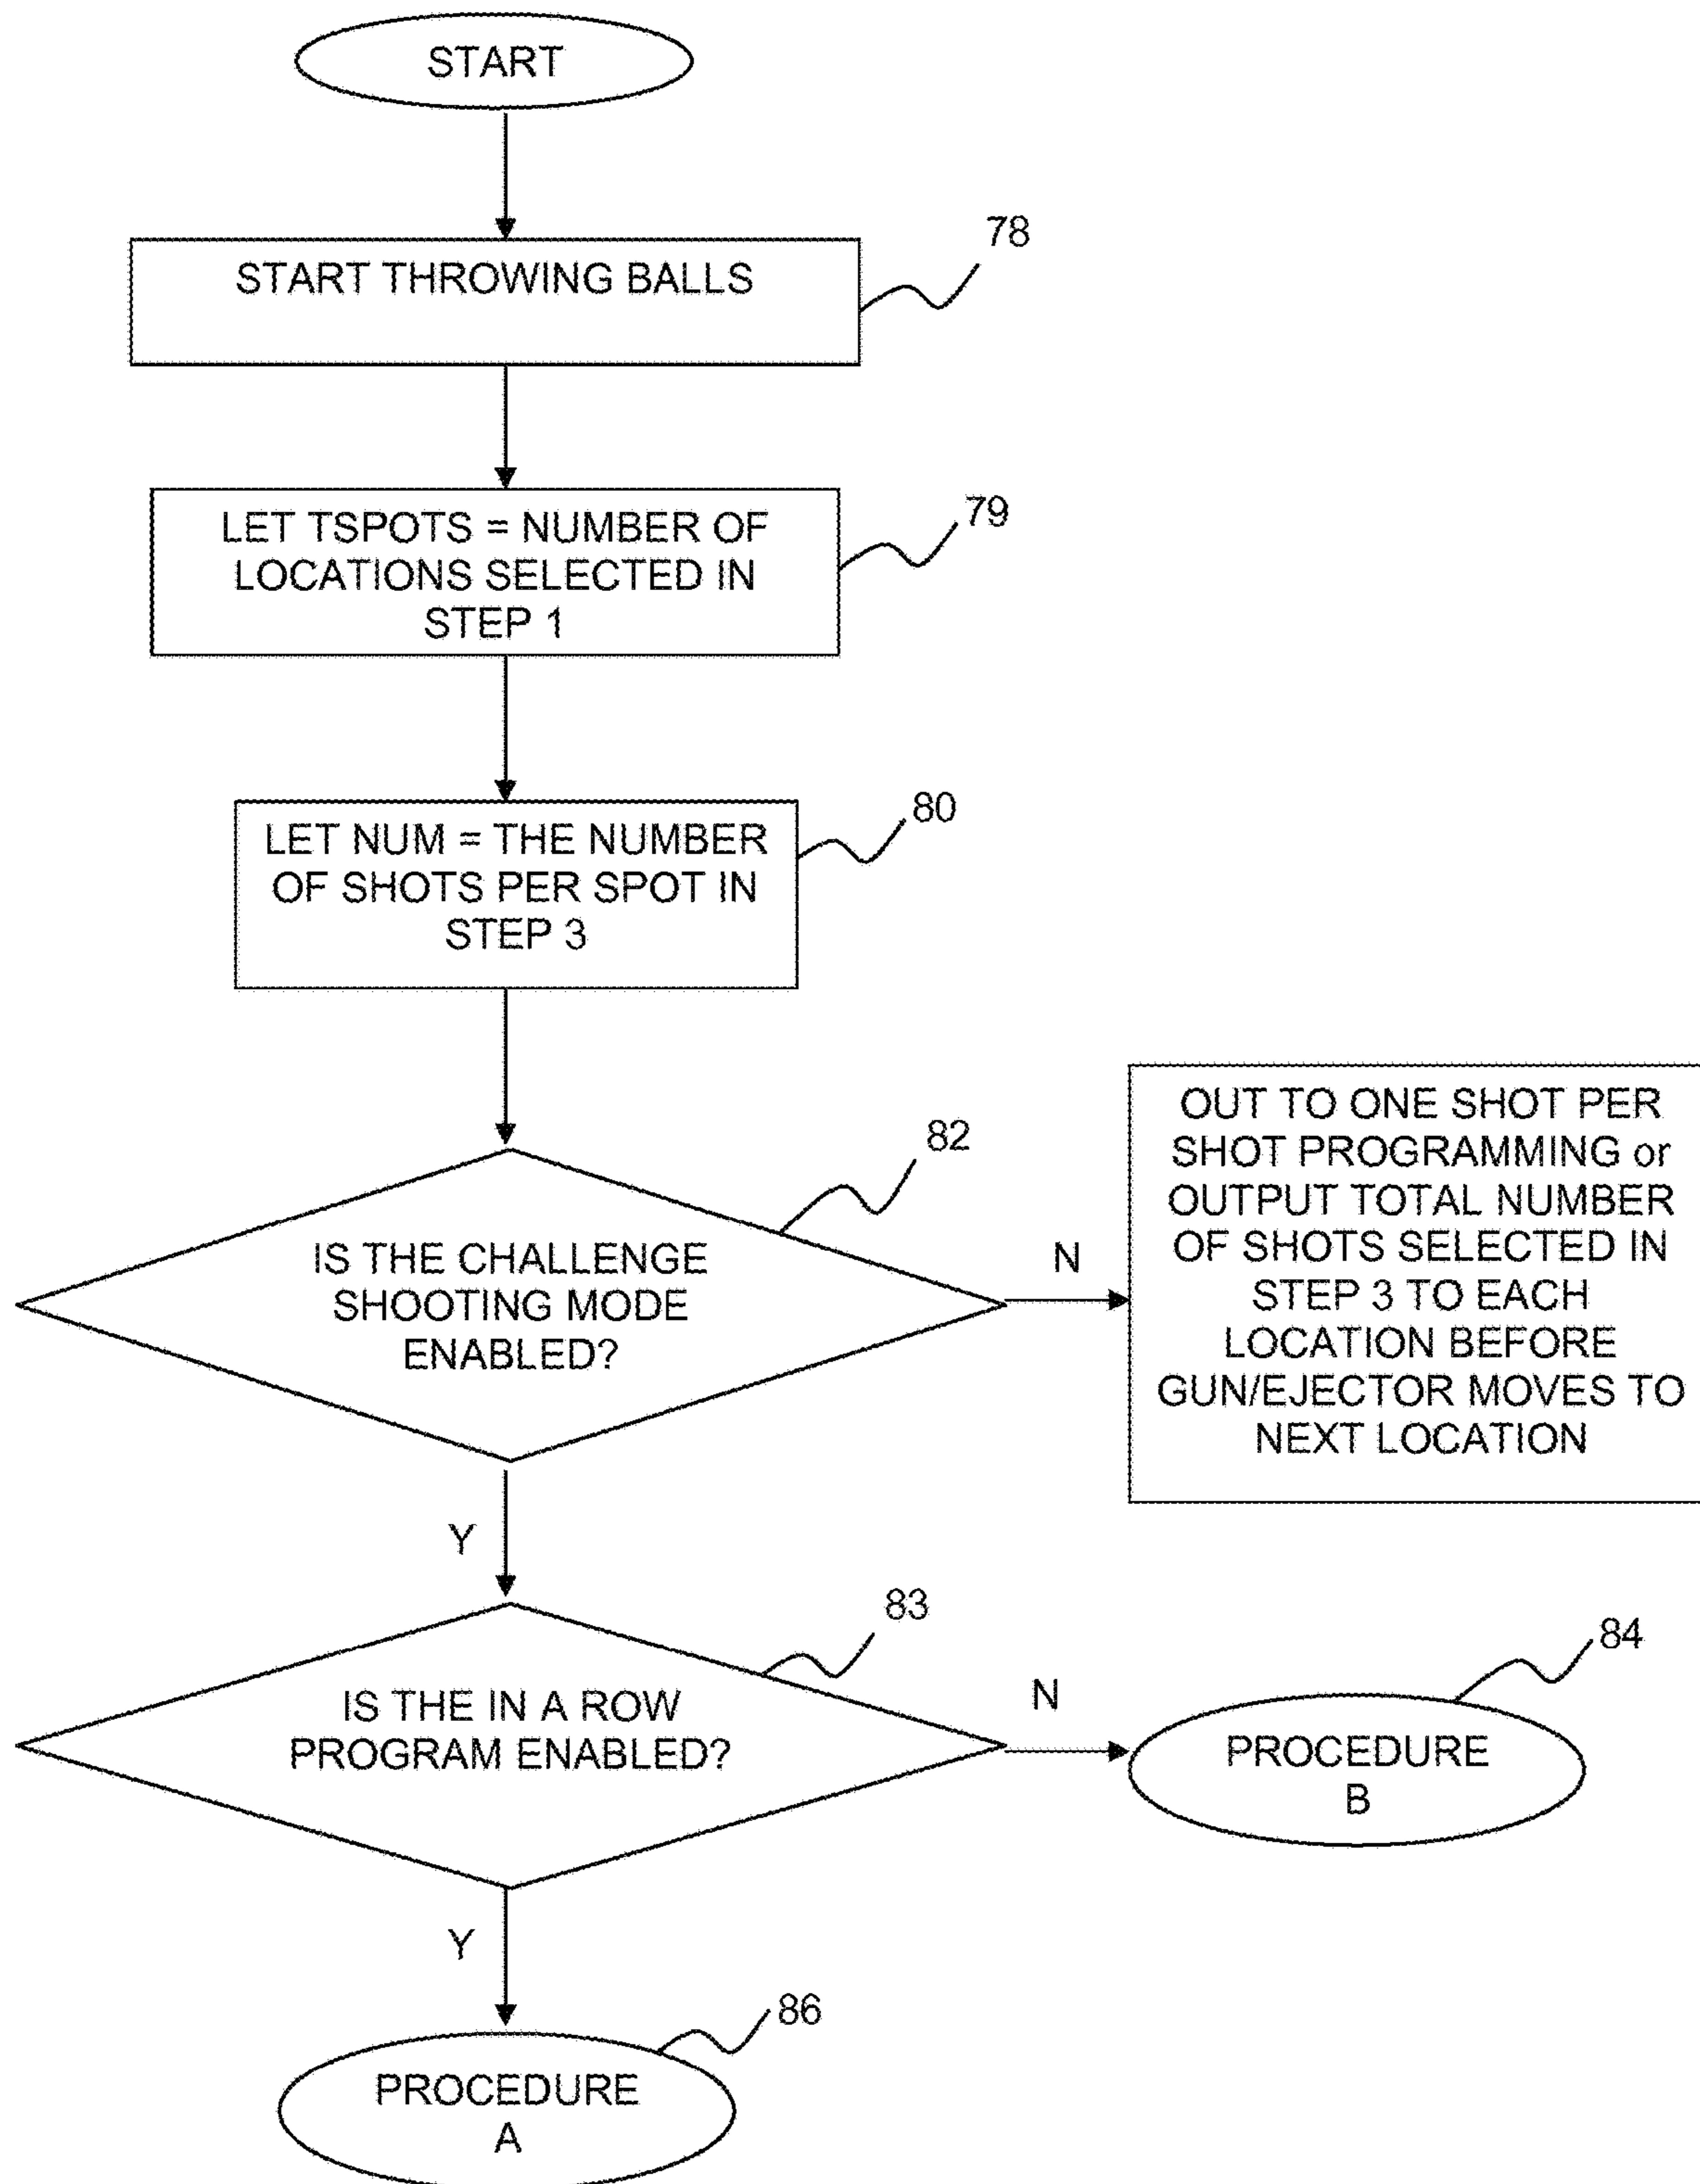 START
78
START THROWING BALLS
79
LET TSPOTS = NUMBER OF
LOCATIONS SELECTED IN
STEP 1
80
LET NUM = THE NUMBER
OF SHOTS PER SPOT IN
STEP 3
82
IS THE CHALLENGE
SHOOTING MODE
ENABLED?
N
OUT TO ONE SHOT PER
SHOT PROGRAMMING or
OUTPUT TOTAL NUMBER
OF SHOTS SELECTED IN
STEP 3 TO EACH
LOCATION BEFORE
GUN/EJECTOR MOVES TO
NEXT LOCATION
Y
83
IS THE IN A ROW
PROGRAM ENABLED?
N
84
PROCEDURE
B
Y
86
PROCEDURE
A